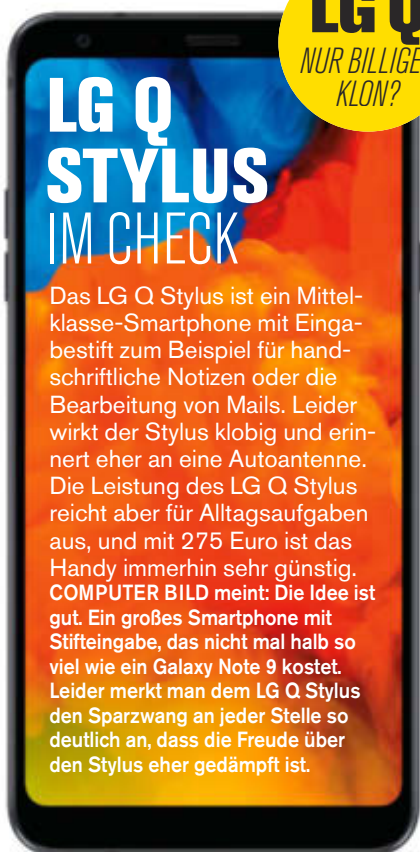 LG Q
NUR BILLIGE
KLON?
LG Q
STYLUS
IM CHECK
Das LG Q Stylus ist ein Mittel-
klasse-Smartphone mit Einga-
bestift zum Beispiel für hand-
schriftliche Notizen oder die
Bearbeitung von Mails. Leider
wirkt der Stylus klobig und erin-
nert eher an eine Autoantenne.
Die Leistung des LG Q Stylus
reicht aber für Alltagsaufgaben
aus, und mit 275 Euro ist das
Handy immerhin sehr günstig.
COMPUTER BILD meint: Die Idee ist
gut. Ein großes Smartphone mit
Stifteingabe, das nicht mal halb so
viel wie ein Galaxy Note 9 kostet.
Leider merkt man dem LG Q Stylus
den Sparzwang an jeder Stelle so
deutlich an, dass die Freude über
den Stylus eher gedämpft ist.